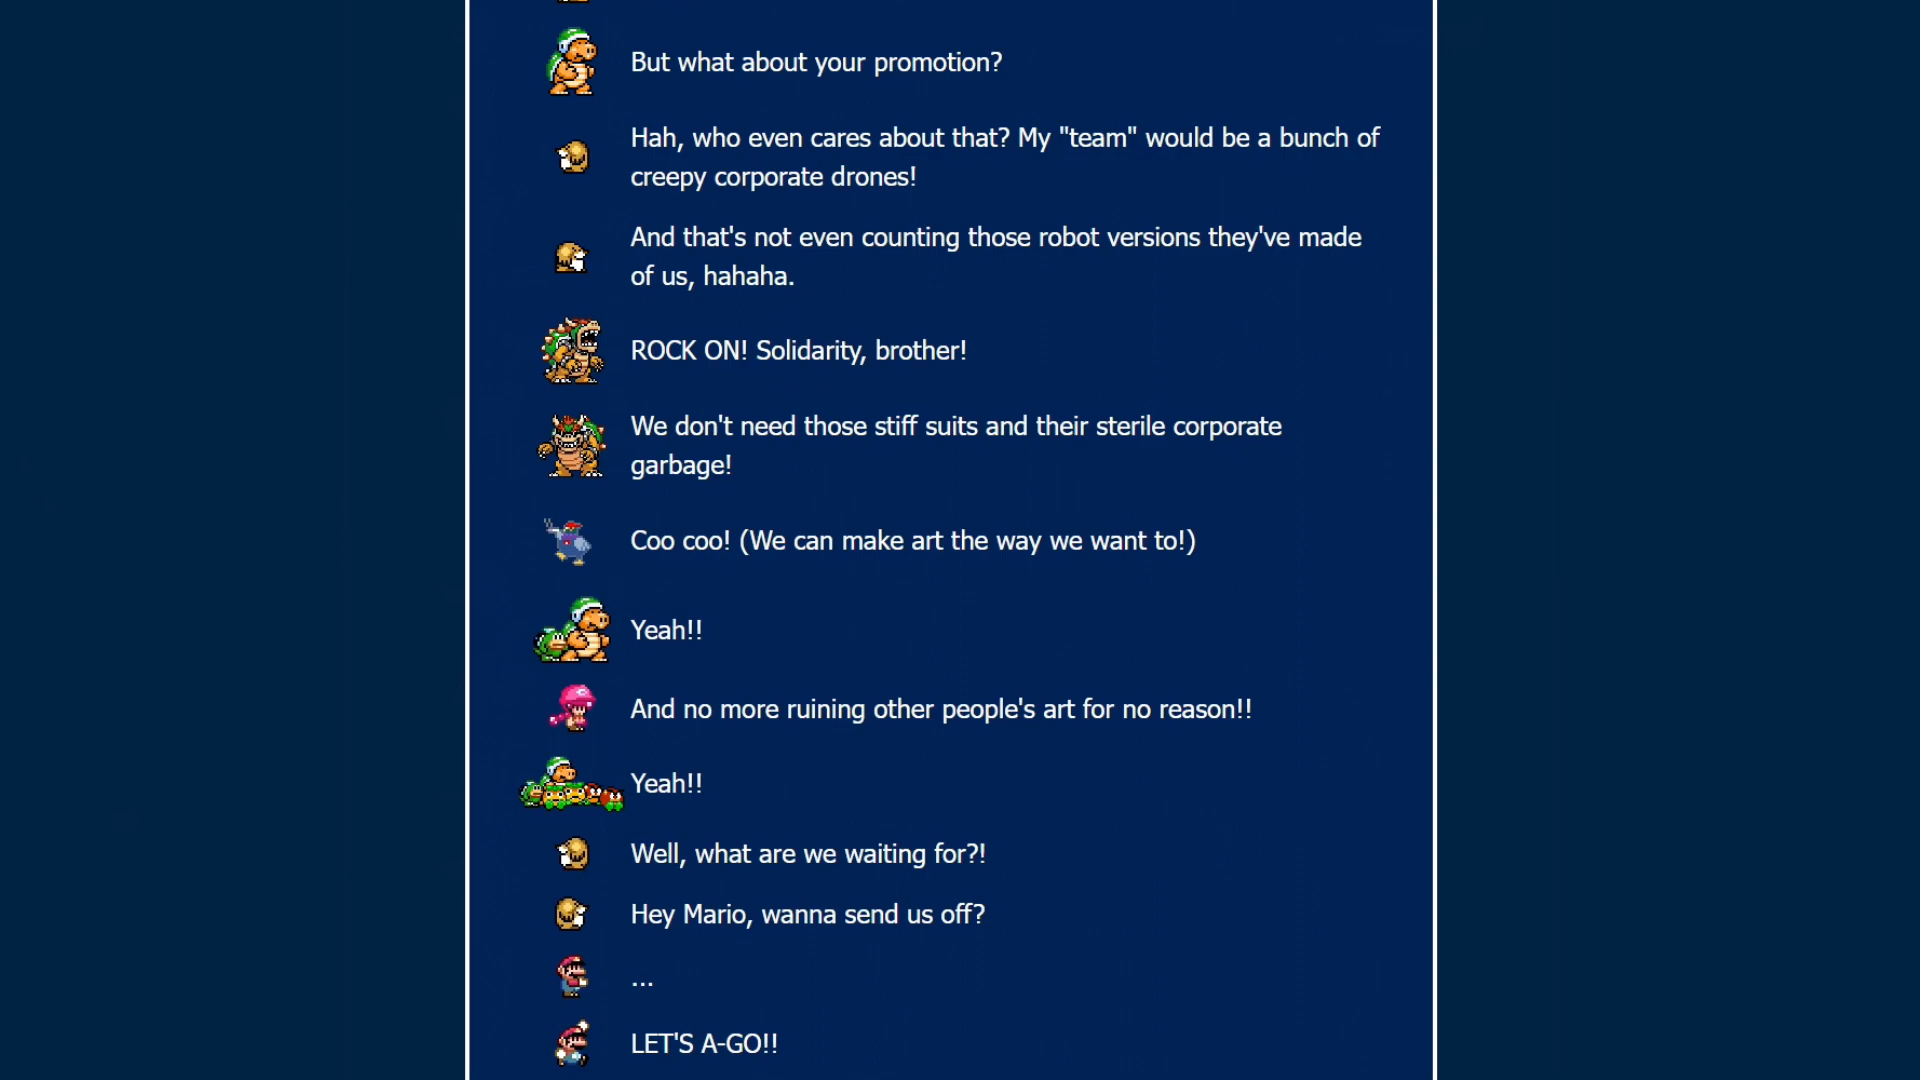 But what about your promotion?
Hah, who even cares about that? My "team" would be a bunch of
creepy corporate drones!
And that's not even counting those robot versions they've made
of us, hahaha.
ROCK ON! Solidarity, brother!
We don't need those stiff suits and their sterile corporate
garbage!
Coo coo! (We can make art the way we want to!)
Yeah!!
And no more ruining other people's art for no reason!!
Yeah!!
Well, what are we waiting for?!
Hey Mario, wanna send us off?
...
LET'S A-GO!!